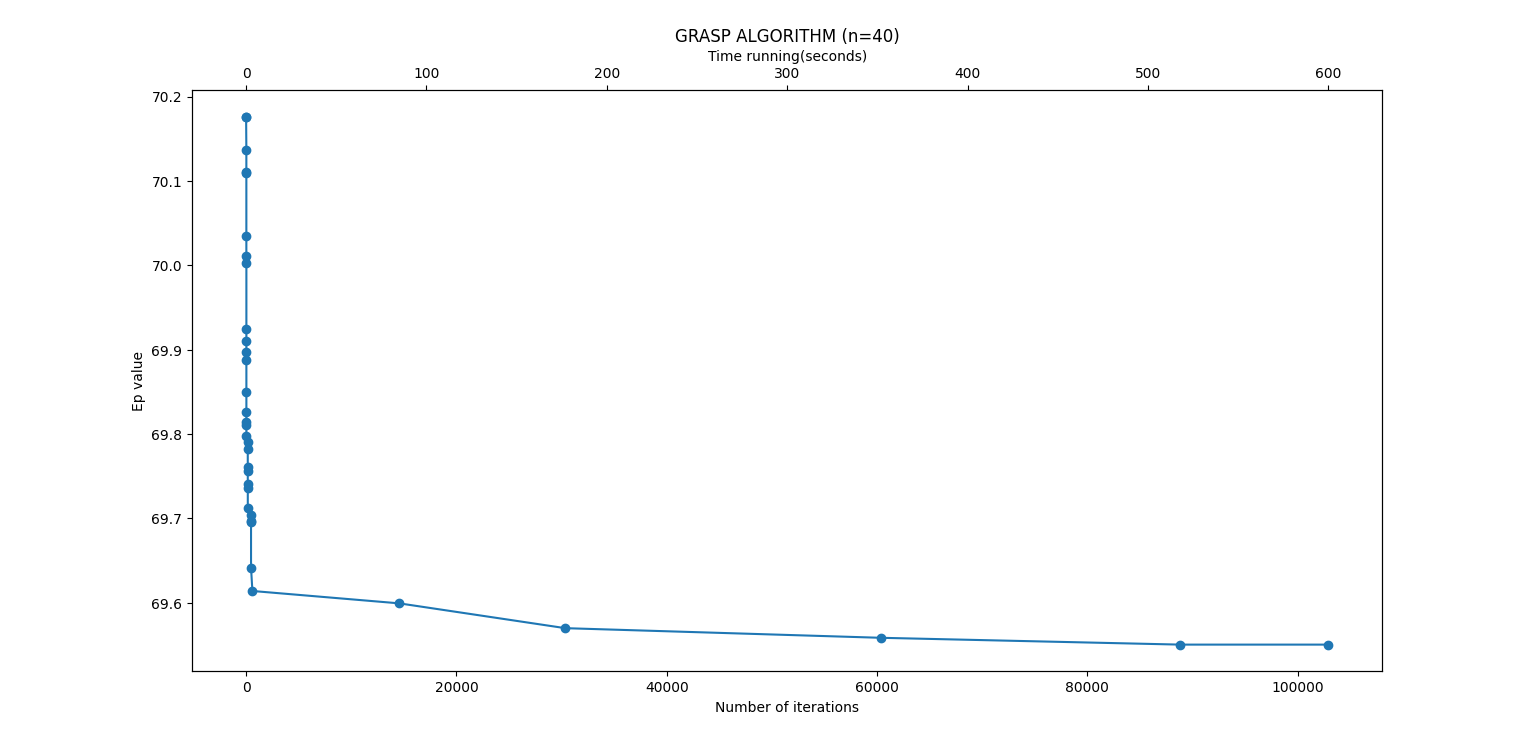 GRASP ALGORITHM (n=40)
Time running(seconds)
0 100 200 300 400 500 600
70.2
70.1
70.0
69.9
69.8
69.7
69.6
Ep value
0 20000 40000 60000 80000 100000
Number of iterations